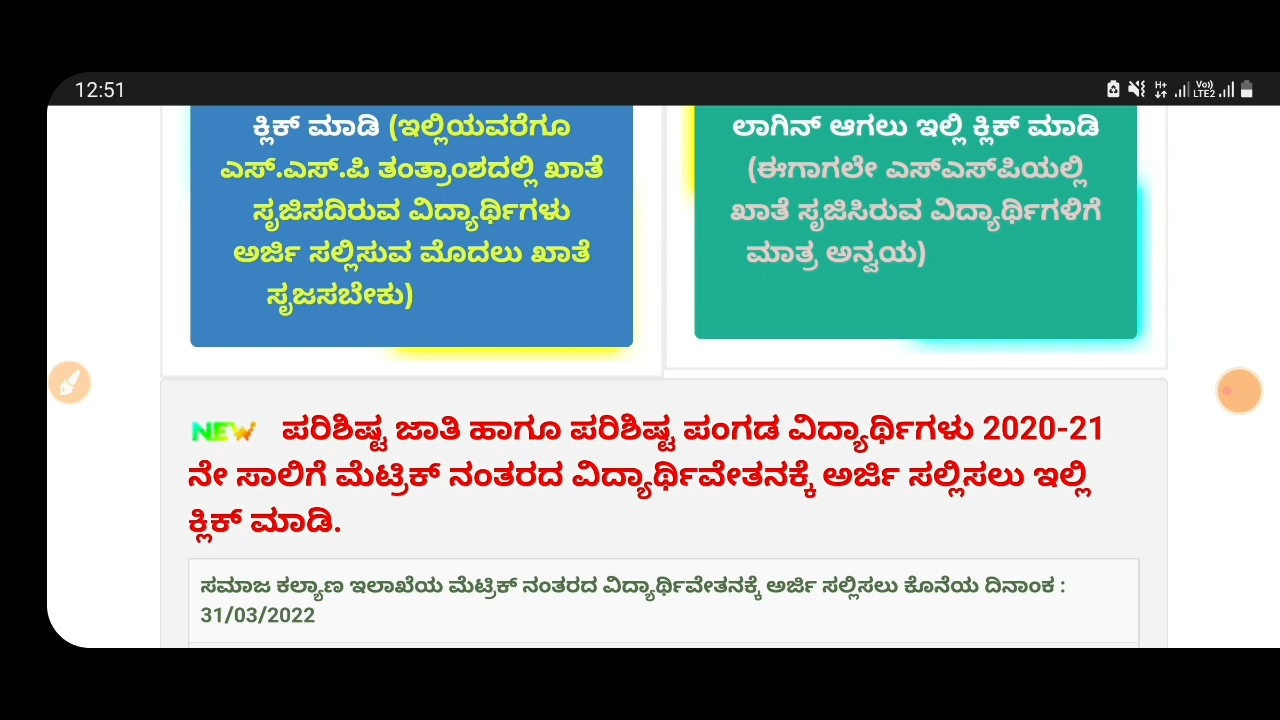 12:51
H+ Vo)) LTE2
ಕ್ಲಿಕ್ ಮಾಡಿ (ಇಲ್ಲಿಯವರೆಗೂ
ಎಸ್.ಎಸ್.ಪಿ ತಂತ್ರಾಂಶದಲ್ಲಿ ಖಾತೆ
ಸೃಜಿಸದಿರುವ ವಿದ್ಯಾರ್ಥಿಗಳು
ಅರ್ಜಿ ಸಲ್ಲಿಸುವ ಮೊದಲು ಖಾತೆ
ಸೃಜಸಬೇಕು)
ಲಾಗಿನ್ ಆಗಲು ಇಲ್ಲಿ ಕ್ಲಿಕ್ ಮಾಡಿ
(ಈಗಾಗಲೇ ಎಸ್‌ಎಸ್‌ಪಿಯಲ್ಲಿ
ಖಾತೆ ಸೃಜಿಸಿರುವ ವಿದ್ಯಾರ್ಥಿಗಳಿಗೆ
ಮಾತ್ರ ಅನ್ವಯ)
NEW ಪರಿಶಿಷ್ಟ ಜಾತಿ ಹಾಗೂ ಪರಿಶಿಷ್ಟ ಪಂಗಡ ವಿದ್ಯಾರ್ಥಿಗಳು 2020-21
ನೇ ಸಾಲಿಗೆ ಮೆಟ್ರಿಕ್ ನಂತರದ ವಿದ್ಯಾರ್ಥಿವೇತನಕ್ಕೆ ಅರ್ಜಿ ಸಲ್ಲಿಸಲು ಇಲ್ಲಿ
ಕ್ಲಿಕ್ ಮಾಡಿ.
ಸಮಾಜ ಕಲ್ಯಾಣ ಇಲಾಖೆಯ ಮೆಟ್ರಿಕ್ ನಂತರದ ವಿದ್ಯಾರ್ಥಿವೇತನಕ್ಕೆ ಅರ್ಜಿ ಸಲ್ಲಿಸಲು ಕೊನೆಯ ದಿನಾಂಕ :
31/03/2022